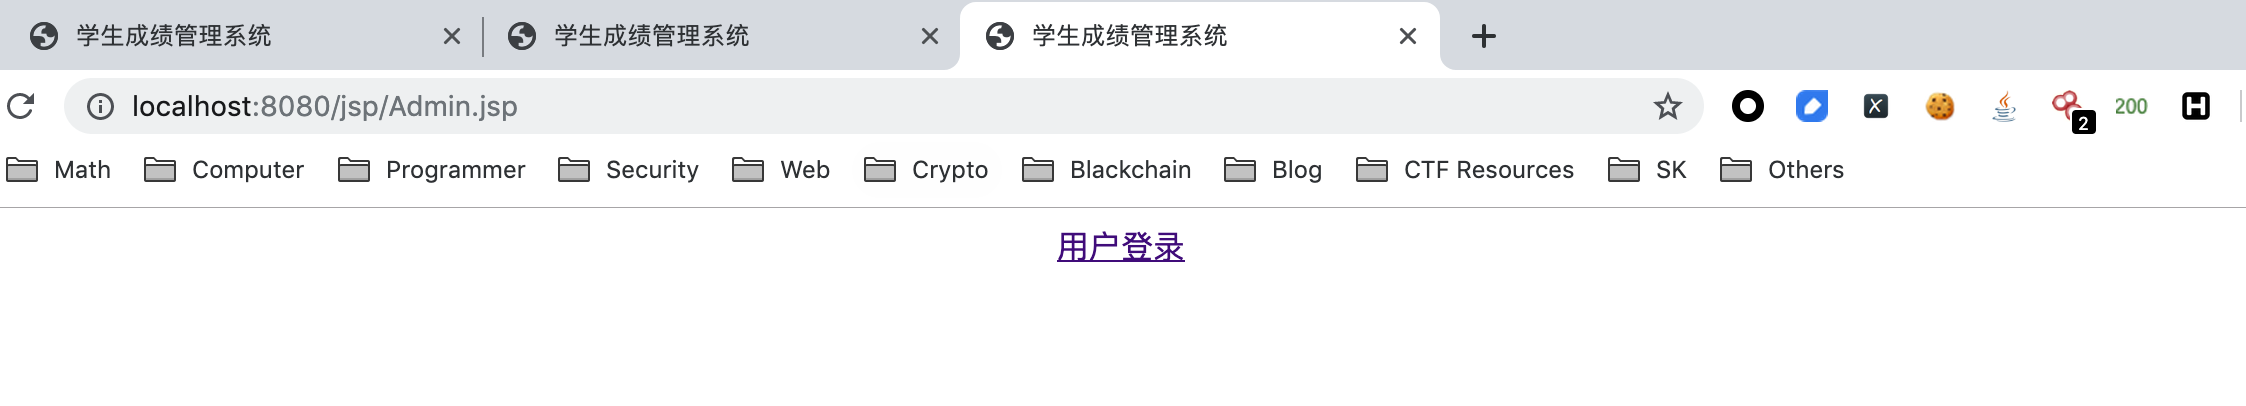 学生成绩管理系统 学生成绩管理系统 学生成绩管理系统
localhost:8080/jsp/Admin.jsp 2 200
Math Computer Programmer Security Web Crypto Blackchain Blog CTF Resources SK Others
用户登录